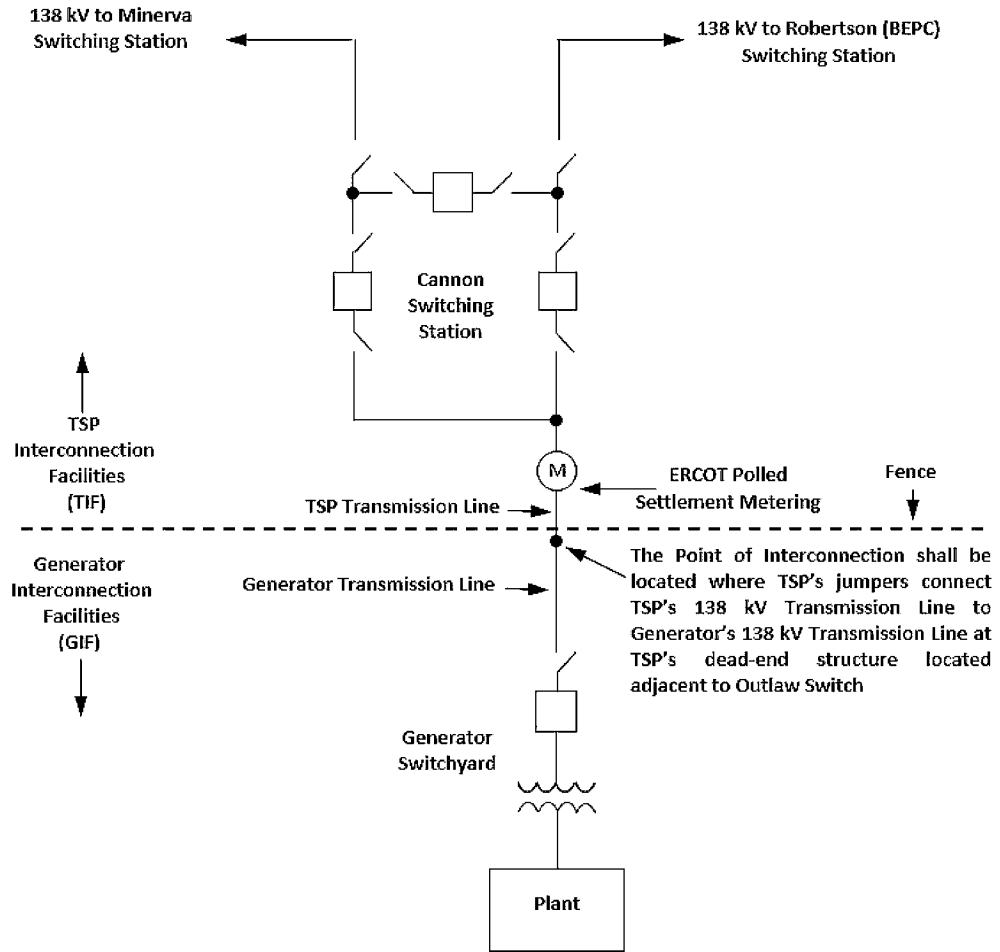 138 kV to Minerva
Switching Station
138 kV to Robertson (BEPC)
Switching Station
Cannon
Switching
Station
TSP
Interconnection
Facilities
(TIF)
M
ERCOT Polled
Settlement Metering
Fence
TSP Transmission Line
Generator
Interconnection
Facilities
(GIF)
Generator Transmission Line
The Point of Interconnection shall be
located where TSP's jumpers connect
TSP's 138 kV Transmission Line to
Generator's 138 kV Transmission Line at
TSP's dead-end structure located
adjacent to Outlaw Switch
Generator
Switchyard
Plant